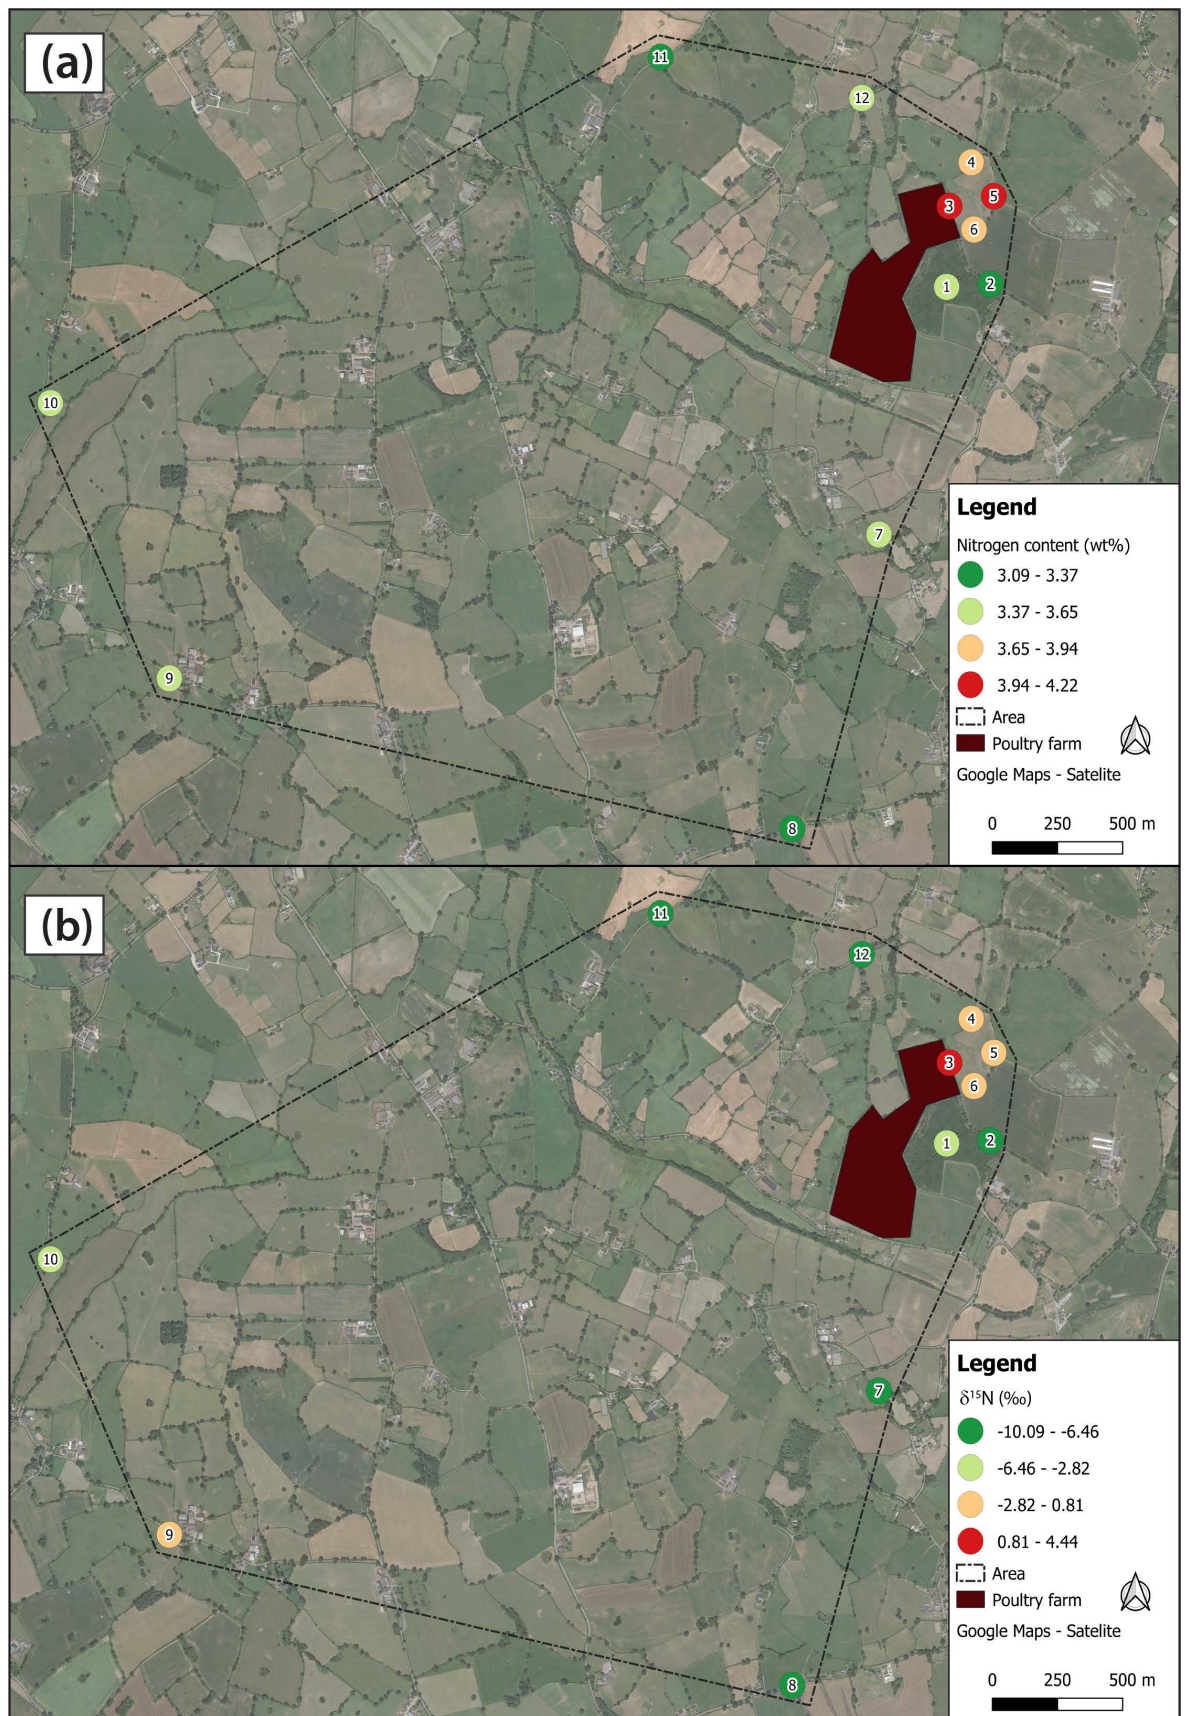 (a)
11
12
4
5
3
6
1
2
10
7
9
8
Legend
Nitrogen content (wt%)
3.09 - 3.37
3.37 - 3.65
3.65 - 3.94
3.94 - 4.22
Area
Poultry farm
Google Maps - Satelite
0 250 500 m
(b)
11
12
4
5
3
6
1
2
10
7
9
8
Legend
δ¹⁵N (‰)
-10.09 - -6.46
-6.46 - -2.82
-2.82 - 0.81
0.81 - 4.44
Area
Poultry farm
Google Maps - Satelite
0 250 500 m